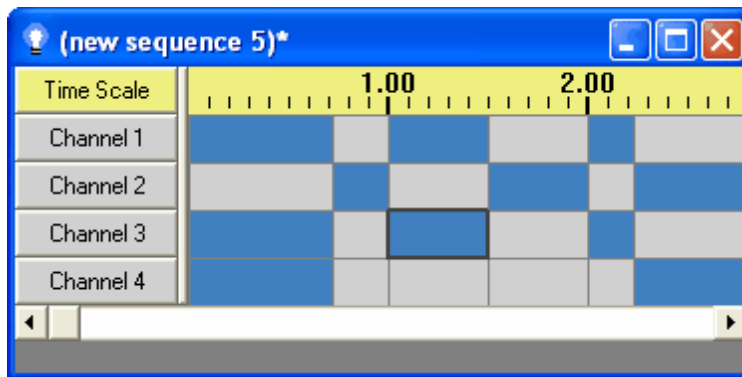 (new sequence 5)*
Time Scale 1.00 2.00
Channel 1
Channel 2
Channel 3
Channel 4